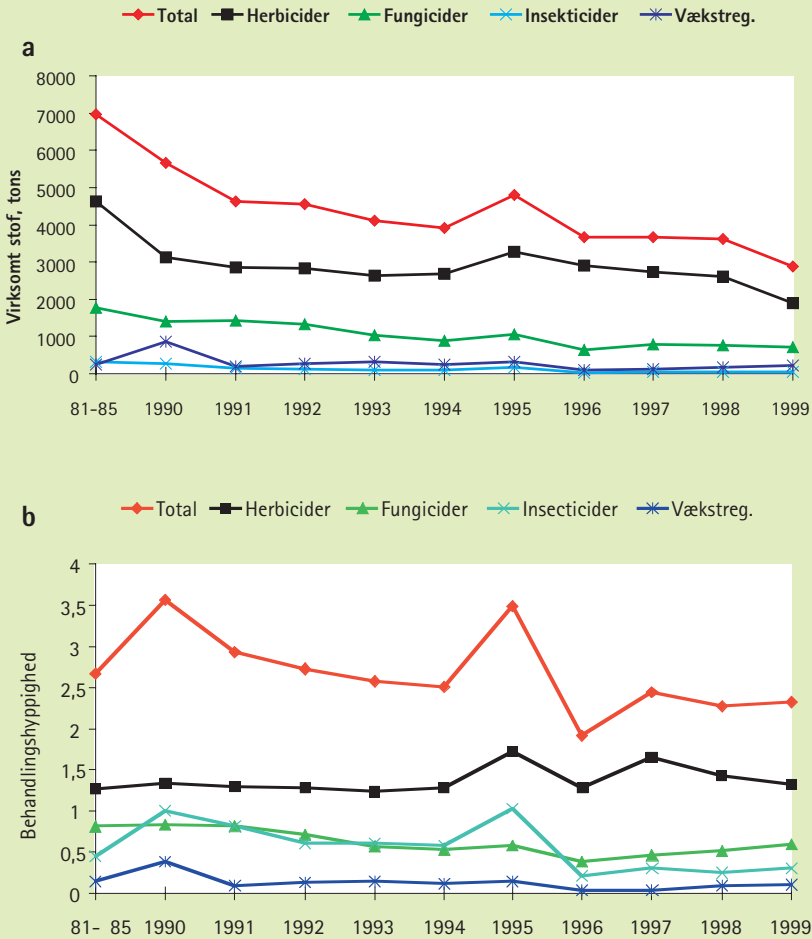 Total Herbicider Fungicider Insekticider Vækstreg.
a
8000
7000
6000
5000
4000
3000
2000
1000
0
Virksomt stof, tons
81-85 1990 1991 1992 1993 1994 1995 1996 1997 1998 1999
b
Total Herbicider Fungicider Insecticider Vækstreg.
4
3,5
3
2,5
2
1,5
1
0,5
0
Behandlingshyppighed
81- 85 1990 1991 1992 1993 1994 1995 1996 1997 1998 1999